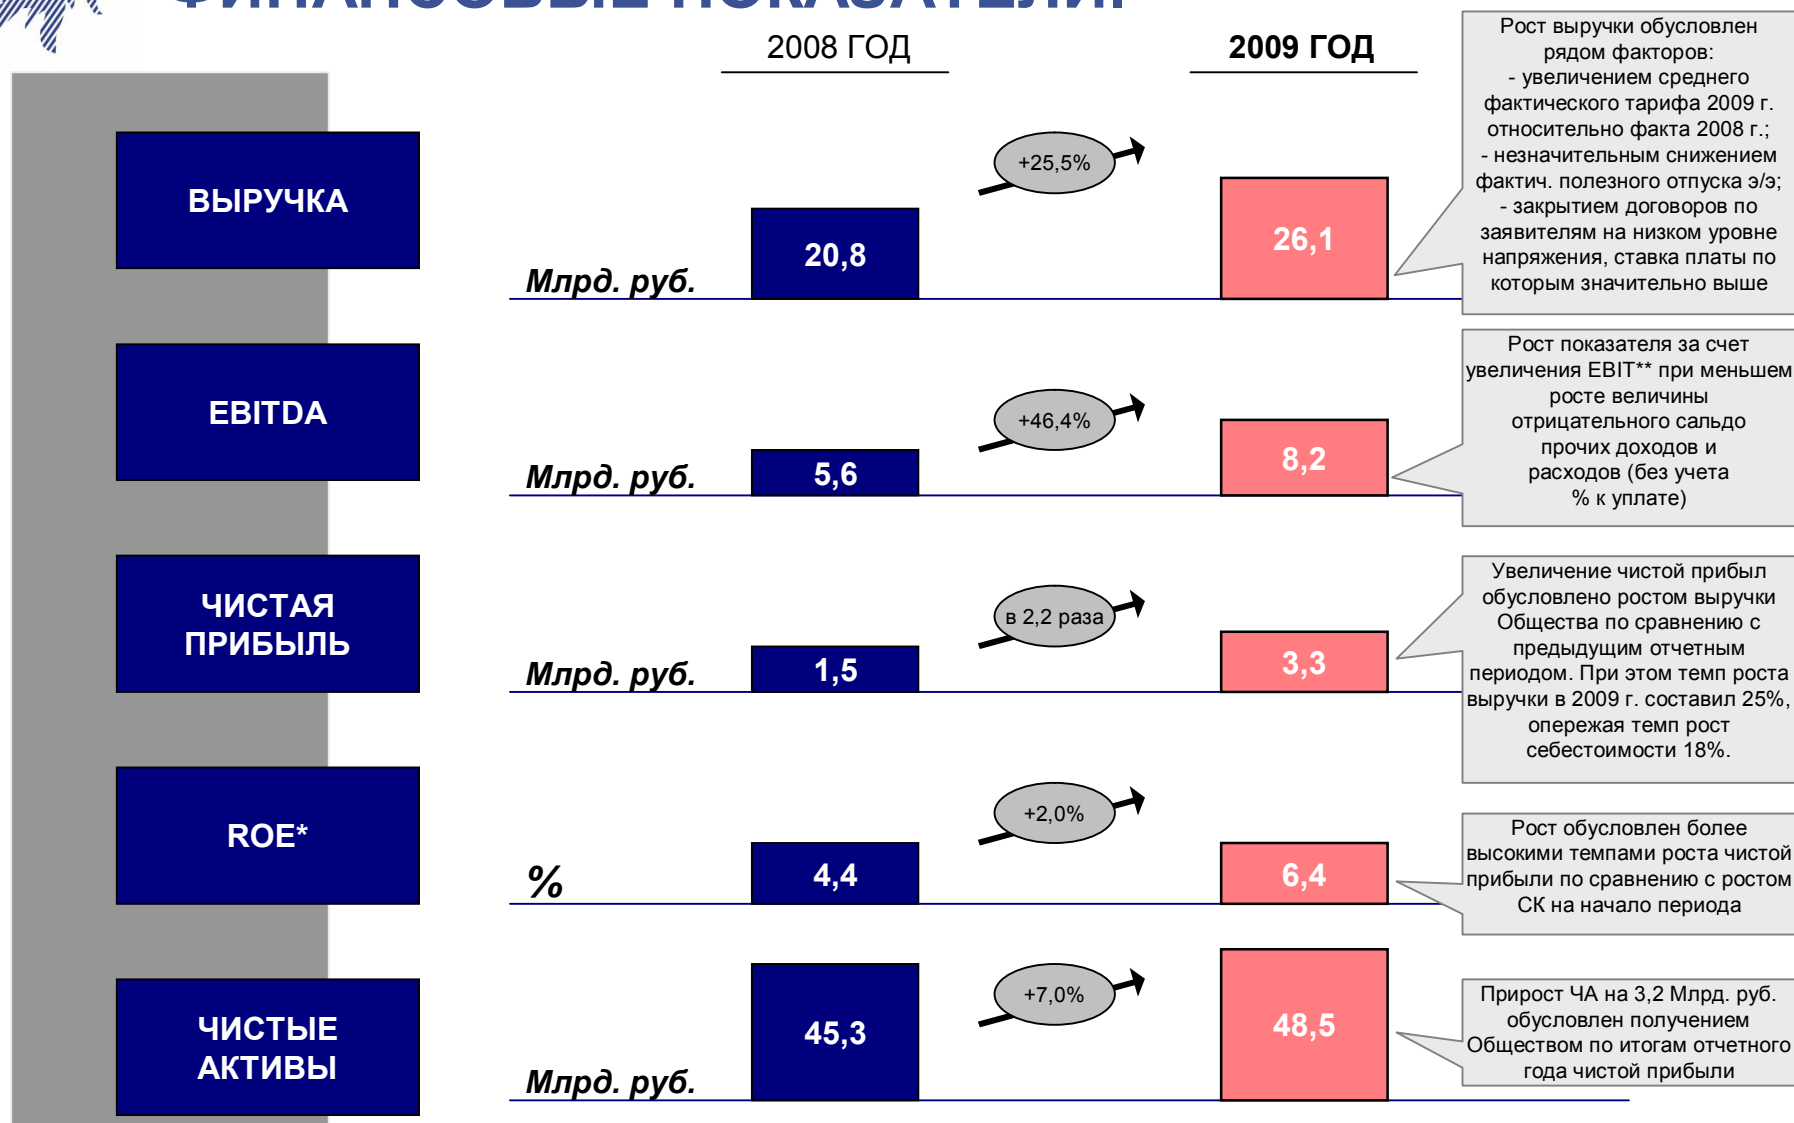 ФИНАНСОВЫЕ ПОКАЗАТЕЛИ:
2008 ГОД
2009 ГОД
ВЫРУЧКА
Млрд. руб.
20,8
+25,5%
26,1
Рост выручки обусловлен
рядом факторов:
- увеличением среднего
фактического тарифа 2009 г.
относительно факта 2008 г.;
- незначительным снижением
фактич. полезного отпуска э/э;
- закрытием договоров по
заявителям на низком уровне
напряжения, ставка платы по
которым значительно выше
EBITDA
Млрд. руб.
5,6
+46,4%
8,2
Рост показателя за счет
увеличения EBIT** при меньшем
росте величины
отрицательного сальдо
прочих доходов и
расходов (без учета
% к уплате)
ЧИСТАЯ
ПРИБЫЛЬ
Млрд. руб.
1,5
в 2,2 раза
3,3
Увеличение чистой прибыл
обусловлено ростом выручки
Общества по сравнению с
предыдущим отчетным
периодом. При этом темп роста
выручки в 2009 г. составил 25%,
опережая темп рост
себестоимости 18%.
ROE*
%
4,4
+2,0%
6,4
Рост обусловлен более
высокими темпами роста чистой
прибыли по сравнению с ростом
СК на начало периода
ЧИСТЫЕ
АКТИВЫ
Млрд. руб.
45,3
+7,0%
48,5
Прирост ЧА на 3,2 Млрд. руб.
обусловлен получением
Обществом по итогам отчетного
года чистой прибыли